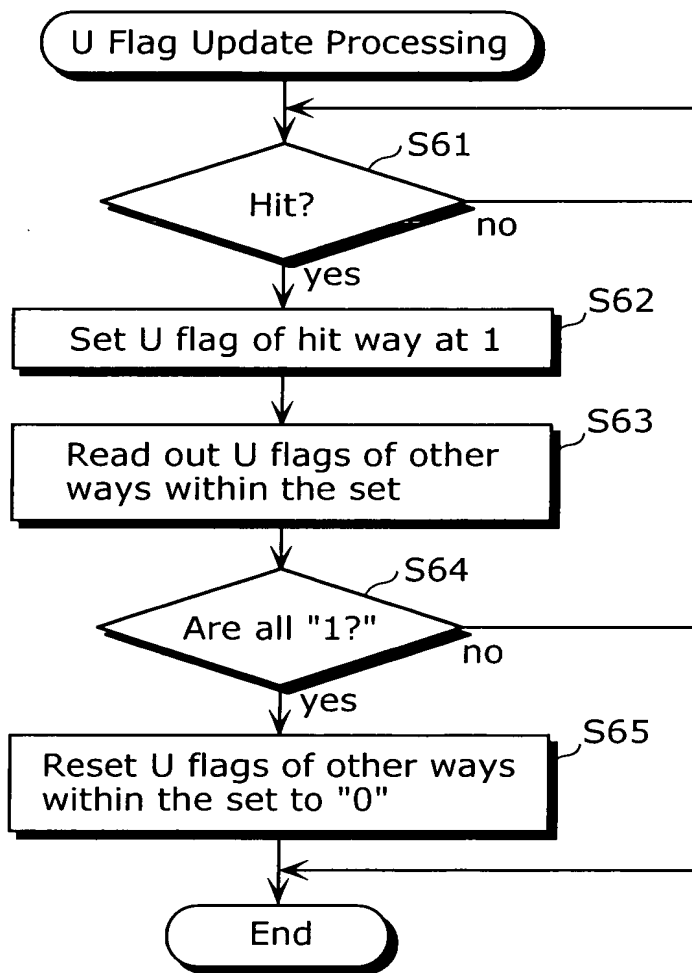 U Flag Update Processing
S61
Hit?
no
yes
S62
Set U flag of hit way at 1
S63
Read out U flags of other
ways within the set
S64
Are all "1?"
no
yes
S65
Reset U flags of other ways
within the set to "0"
End